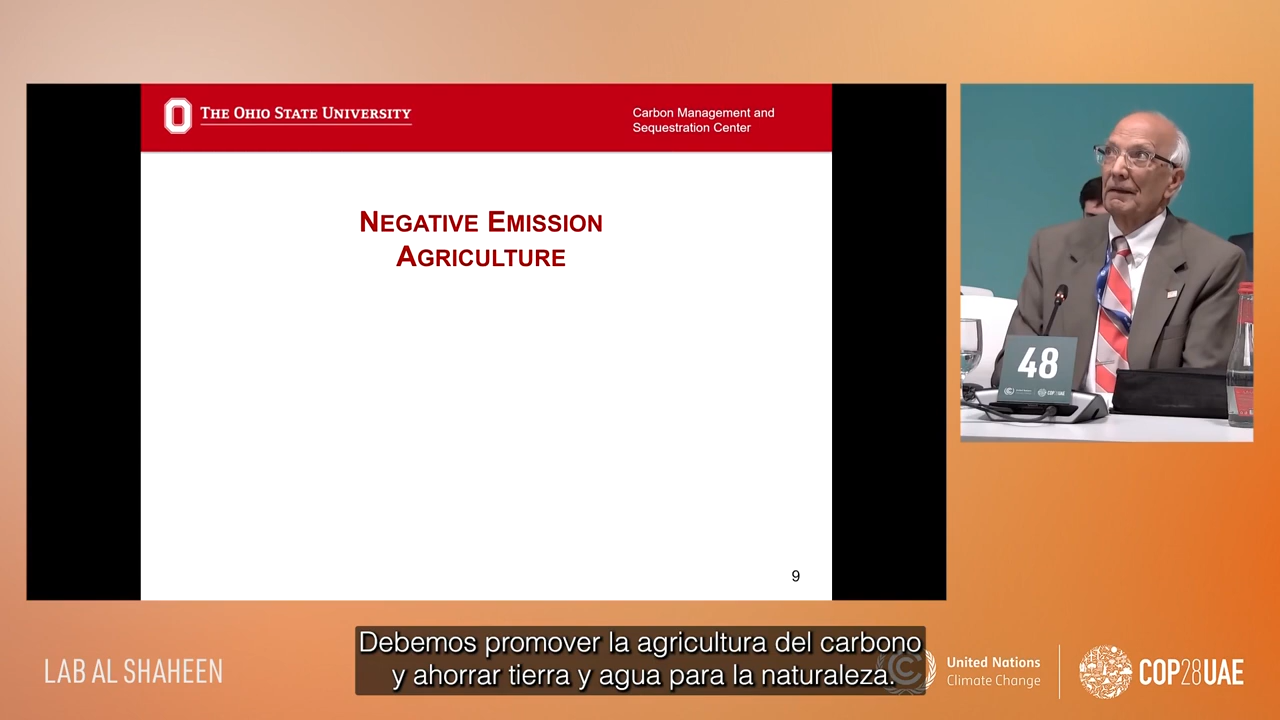 THE OHIO STATE UNIVERSITY
Carbon Management and
Sequestration Center
NEGATIVE EMISSION
AGRICULTURE
9
48
Debemos promover la agricultura del carbono
y ahorrar tierra y agua para la naturaleza.
LAB AL SHAHEEN
United Nations
Climate Change
COP28UAE